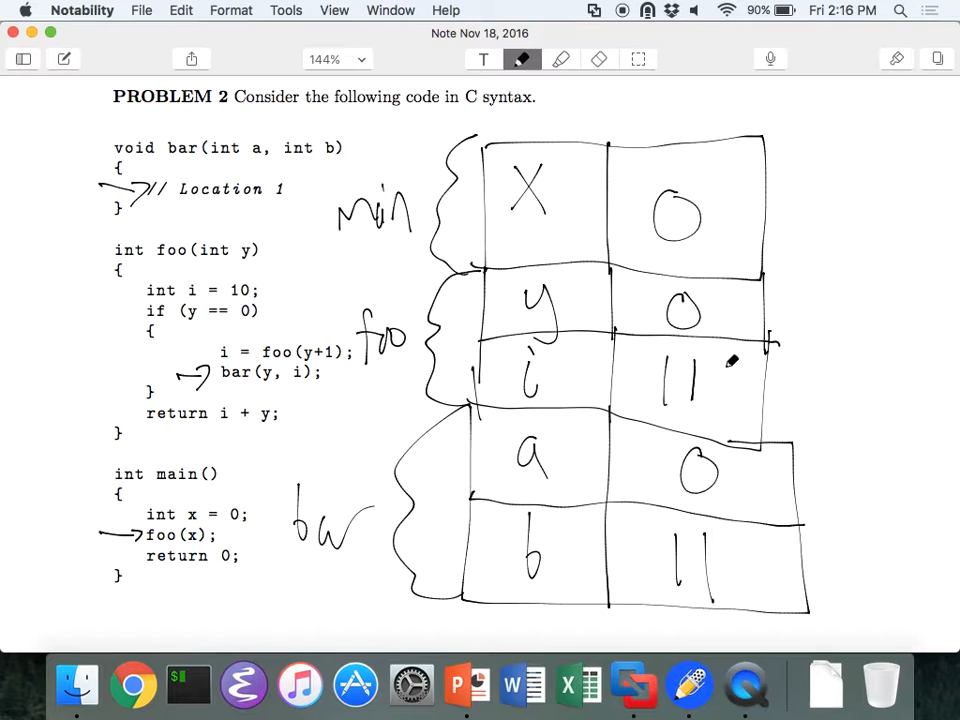 Notability File Edit Format Tools View Window Help 90% Fri 2:16 PM
Note Nov 18, 2016
144% T
PROBLEM 2 Consider the following code in C syntax.
void bar(int a, int b)
{
// Location 1
}
int foo(int y)
{
int i = 10;
if (y == 0)
{
i = foo(y+1);
bar(y, i);
}
return i + y;
}
int main()
{
int x = 0;
foo(x);
return 0;
}
X 0
foo
y 0
i 11
bar
a 0
b 11
$
P W X